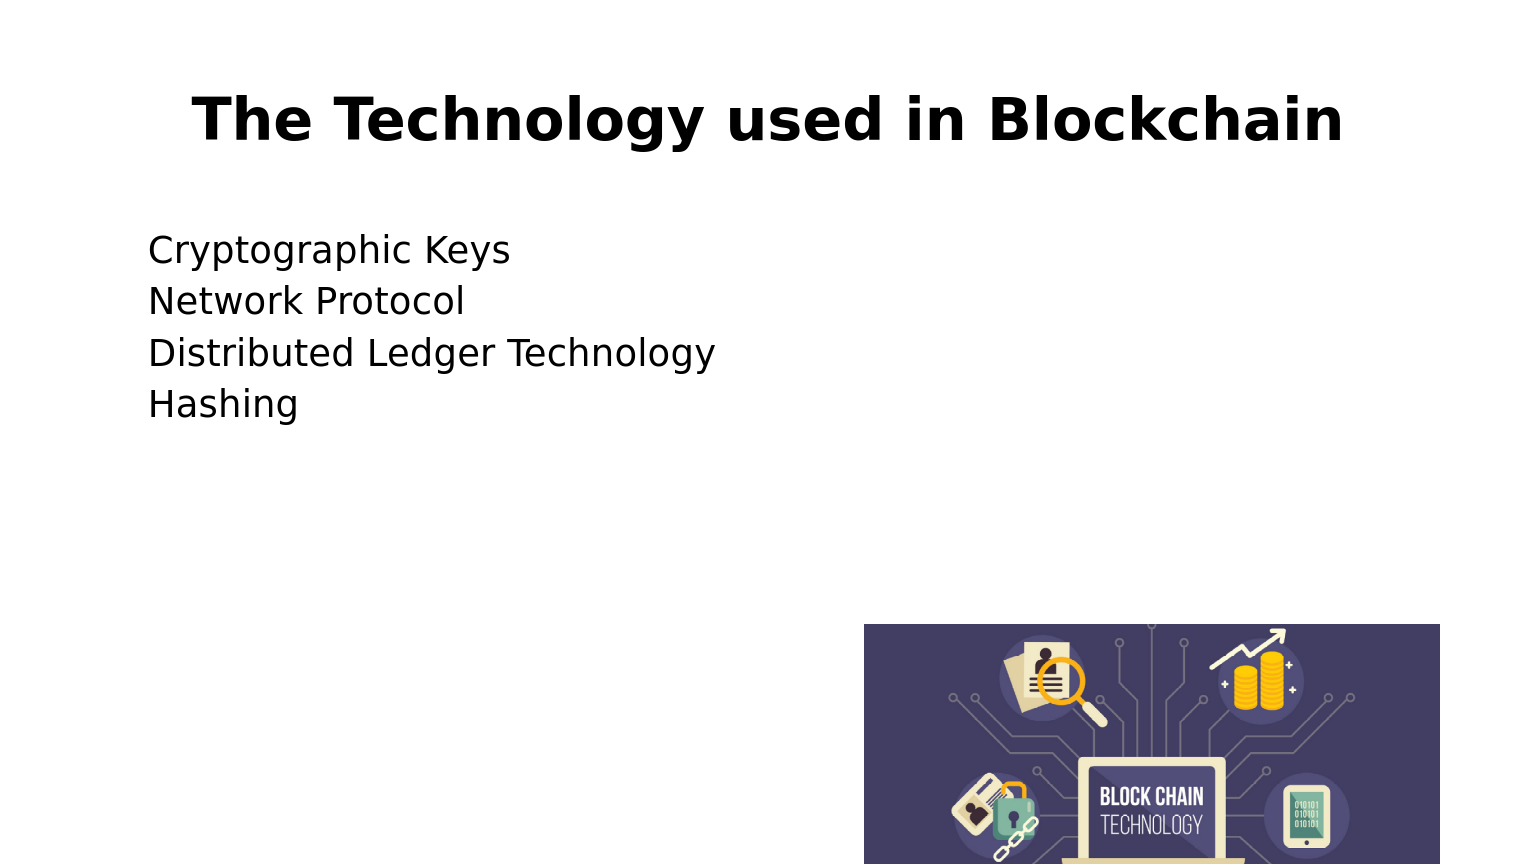 The Technology used in Blockchain
Cryptographic Keys
Network Protocol
Distributed Ledger Technology
Hashing
BLOCK CHAIN
TECHNOLOGY
010101
010101
010101